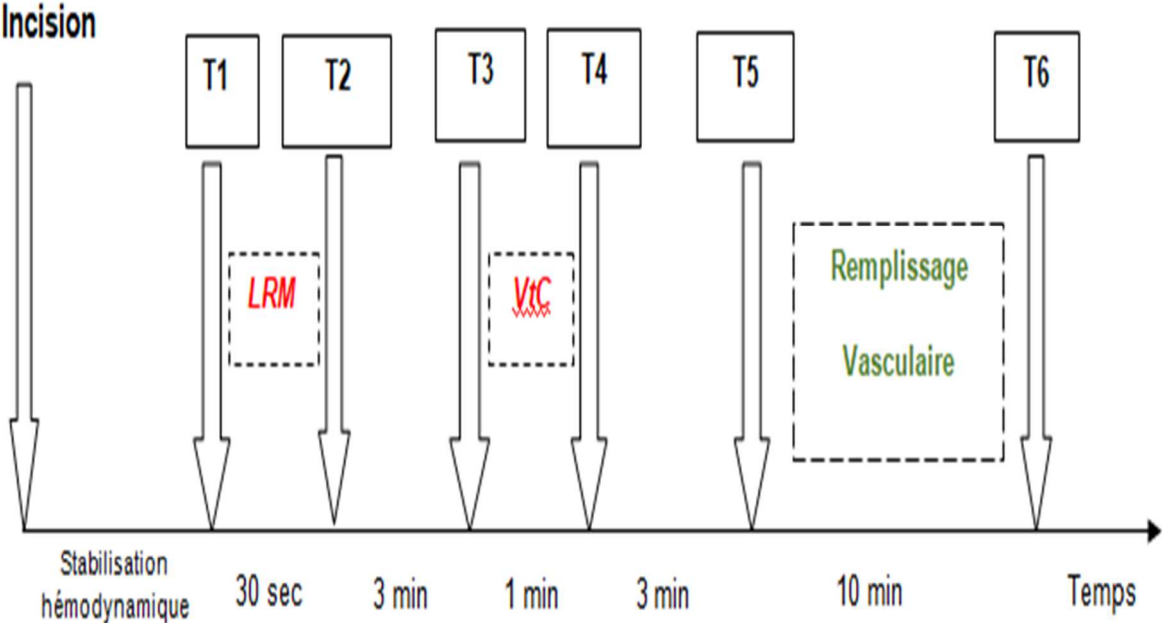 Incision
T1
T2
T3
T4
T5
T6
LRM
VtC
Remplissage
Vasculaire
Stabilisation
hémodynamique
30 sec
3 min
1 min
3 min
10 min
Temps